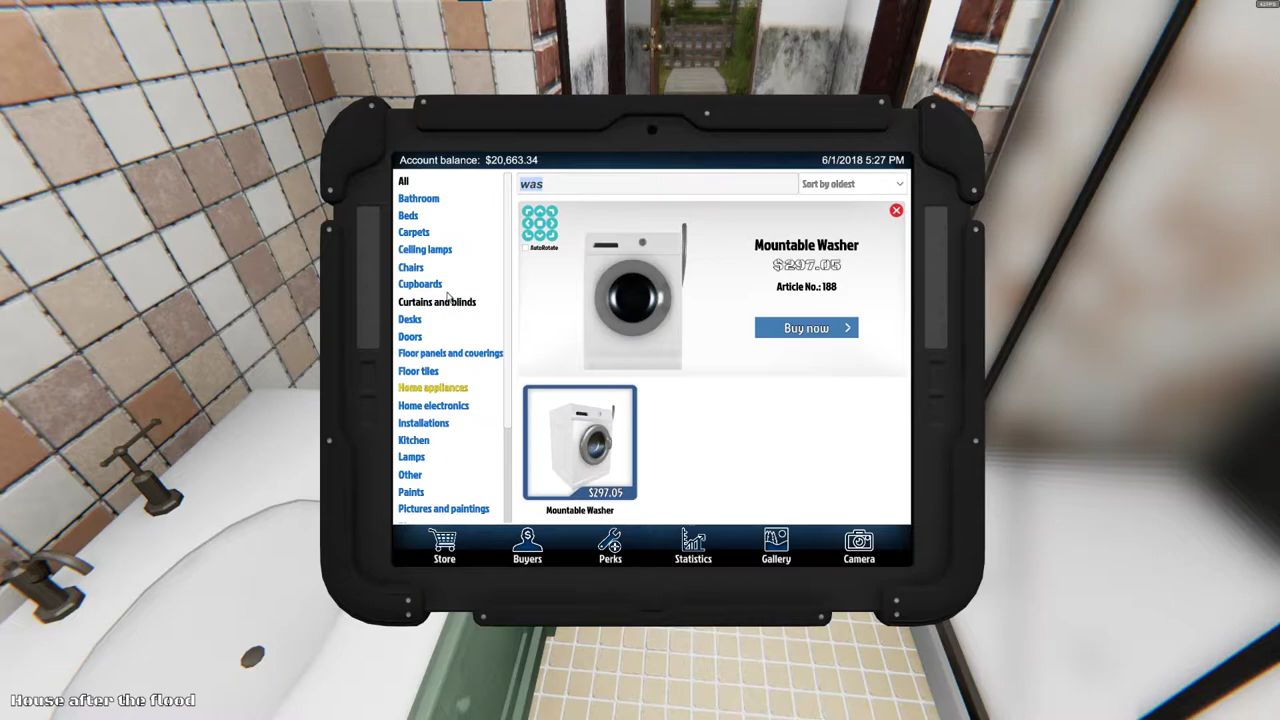 Account balance: $20,663.34
6/1/2018 5:27 PM
All
Bathroom
Beds
Carpets
Ceiling lamps
Chairs
Cupboards
Curtains and blinds
Desks
Doors
Floor panels and coverings
Floor tiles
Home appliances
Home electronics
Installations
Kitchen
Lamps
Other
Paints
Pictures and paintings
was
Sort by oldest
AutoRotate
Mountable Washer
$297.05
Article No.: 188
Buy now
$297.05
Mountable Washer
Store
Buyers
Perks
Statistics
Gallery
Camera
House after the flood